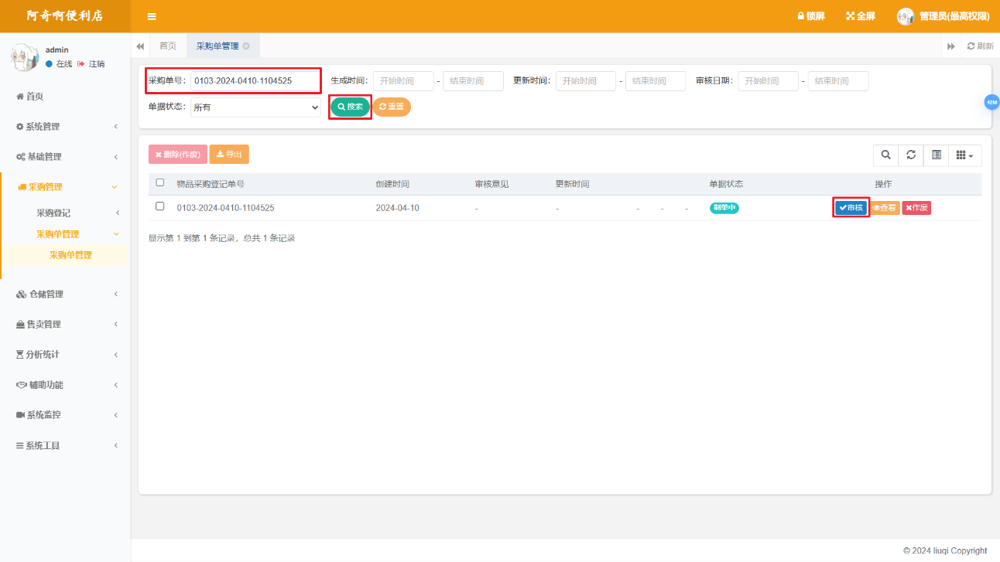 阿奇啊便利店
锁屏 全屏 管理员(最高权限)
admin
在线 注销
首页 采购单管理 刷新
采购单号: 0103-2024-0410-1104525 生成时间: 开始时间 - 结束时间 更新时间: 开始时间 - 结束时间 审核日期: 开始时间 - 结束时间
单据状态: 所有 搜索 重置
42M
首页
系统管理
基础管理
采购管理
采购登记
采购单管理
采购单管理
仓储管理
售卖管理
分析统计
辅助功能
系统监控
系统工具
删除(作废) 导出
物品采购登记单号 创建时间 审核意见 更新时间 单据状态 操作
0103-2024-0410-1104525 2024-04-10 - - - - - 制单中 审核 查看 作废
显示第 1 到第 1 条记录，总共 1 条记录
© 2024 liuqi Copyright